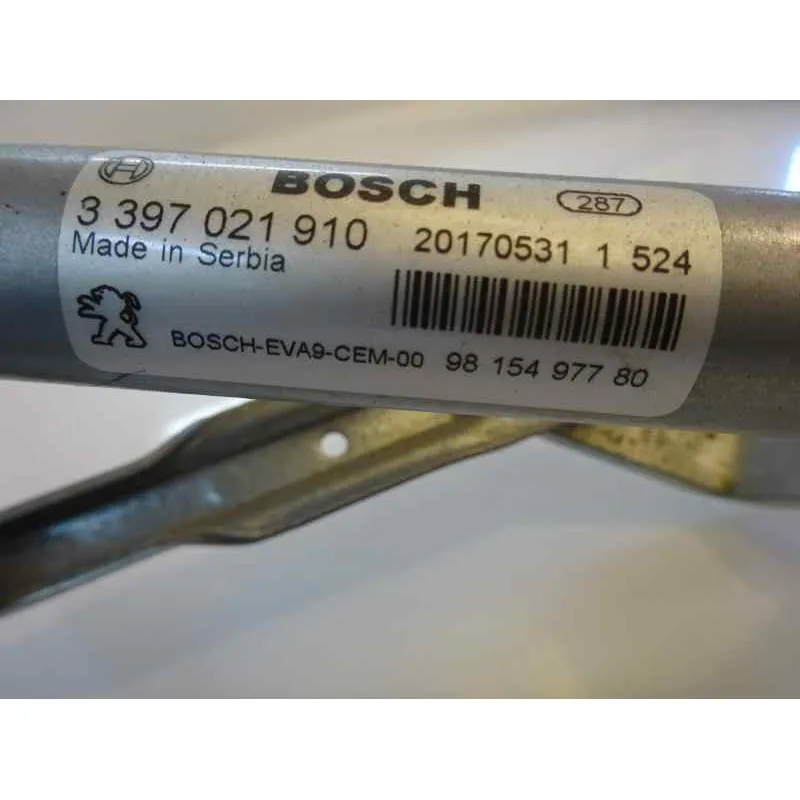 BOSCH 287
3 397 021 910 20170531 1 524
Made in Serbia
BOSCH-EVA9-CEM-00 98 154 977 80